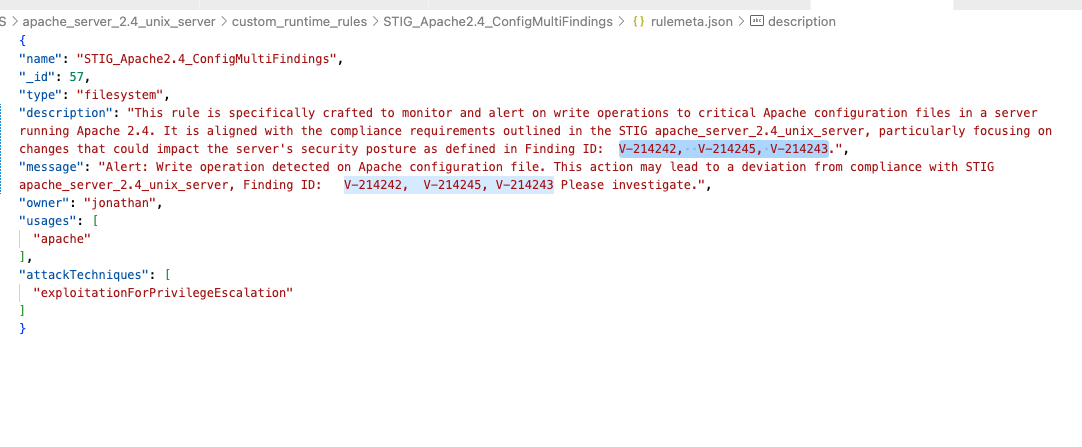 S > apache_server_2.4_unix_server > custom_runtime_rules > STIG_Apache2.4_ConfigMultiFindings > {} rulemeta.json > abc description
{
"name": "STIG_Apache2.4_ConfigMultiFindings",
"_id": 57,
"type": "filesystem",
"description": "This rule is specifically crafted to monitor and alert on write operations to critical Apache configuration files in a server
running Apache 2.4. It is aligned with the compliance requirements outlined in the STIG apache_server_2.4_unix_server, particularly focusing on
changes that could impact the server's security posture as defined in Finding ID:  V-214242,  V-214245, V-214243.",
"message": "Alert: Write operation detected on Apache configuration file. This action may lead to a deviation from compliance with STIG
apache_server_2.4_unix_server, Finding ID:   V-214242,  V-214245, V-214243 Please investigate.",
"owner": "jonathan",
"usages": [
  "apache"
],
"attackTechniques": [
  "exploitationForPrivilegeEscalation"
]
}